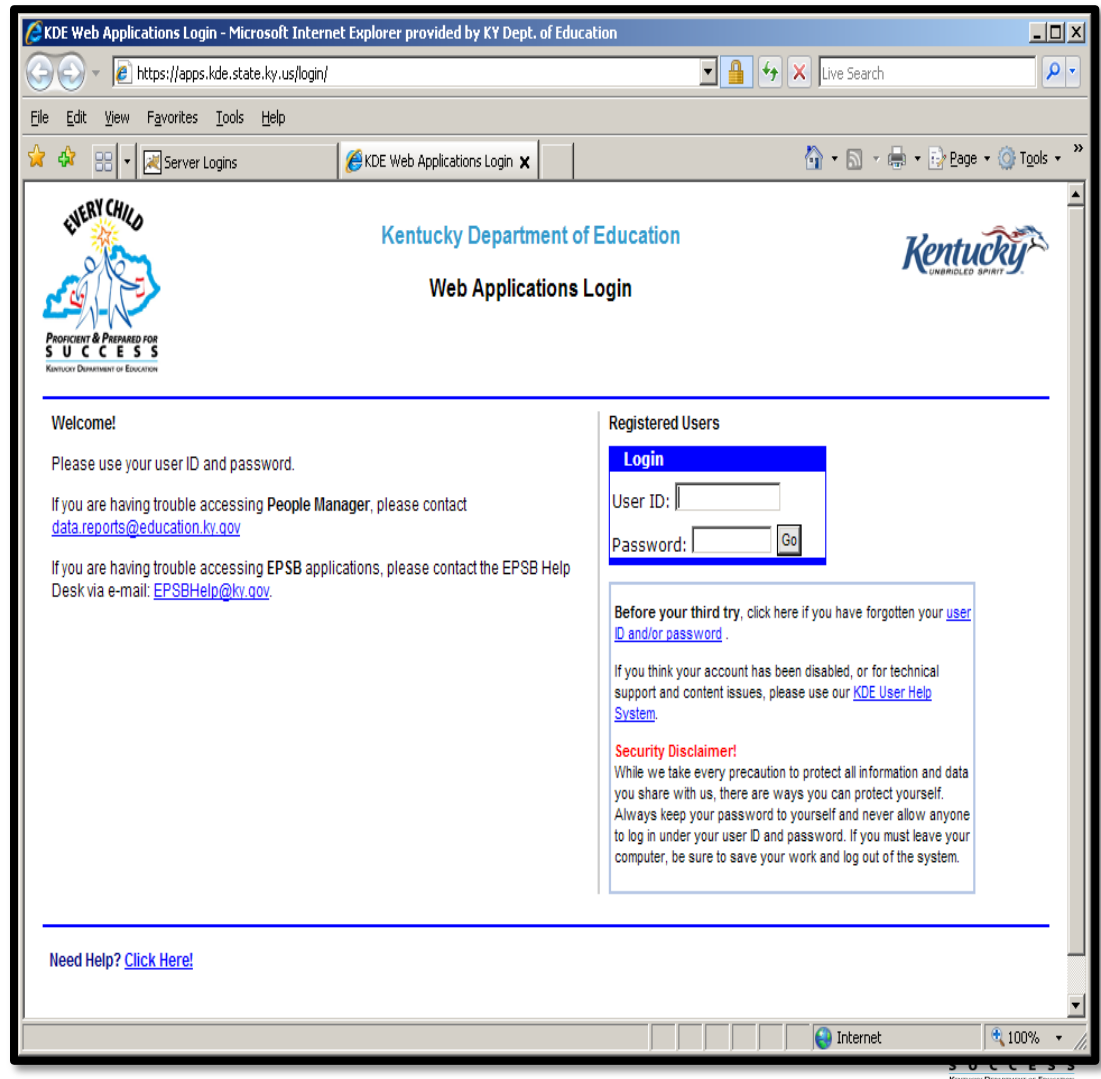 KDE Web Applications Login - Microsoft Internet Explorer provided by KY Dept. of Education
https://apps.kde.state.ky.us/login/
Live Search
File Edit View Favorites Tools Help
Server Logins
KDE Web Applications Login
Page
Tools
»
EVERY CHILD
PROFICIENT & PREPARED FOR
SUCCESS
KENTUCKY DEPARTMENT OF EDUCATION
Kentucky Department of Education
Web Applications Login
Kentucky
UNBRIDLED SPIRIT
Welcome!
Please use your user ID and password.
If you are having trouble accessing People Manager, please contact
data.reports@education.ky.gov
If you are having trouble accessing EPSB applications, please contact the EPSB Help
Desk via e-mail: EPSBHelp@ky.gov.
Registered Users
Login
User ID:
Password: Go
Before your third try, click here if you have forgotten your user
ID and/or password .
If you think your account has been disabled, or for technical
support and content issues, please use our KDE User Help
System.
Security Disclaimer!
While we take every precaution to protect all information and data
you share with us, there are ways you can protect yourself.
Always keep your password to yourself and never allow anyone
to log in under your user ID and password. If you must leave your
computer, be sure to save your work and log out of the system.
Need Help? Click Here!
Internet
100%
SUCCESS